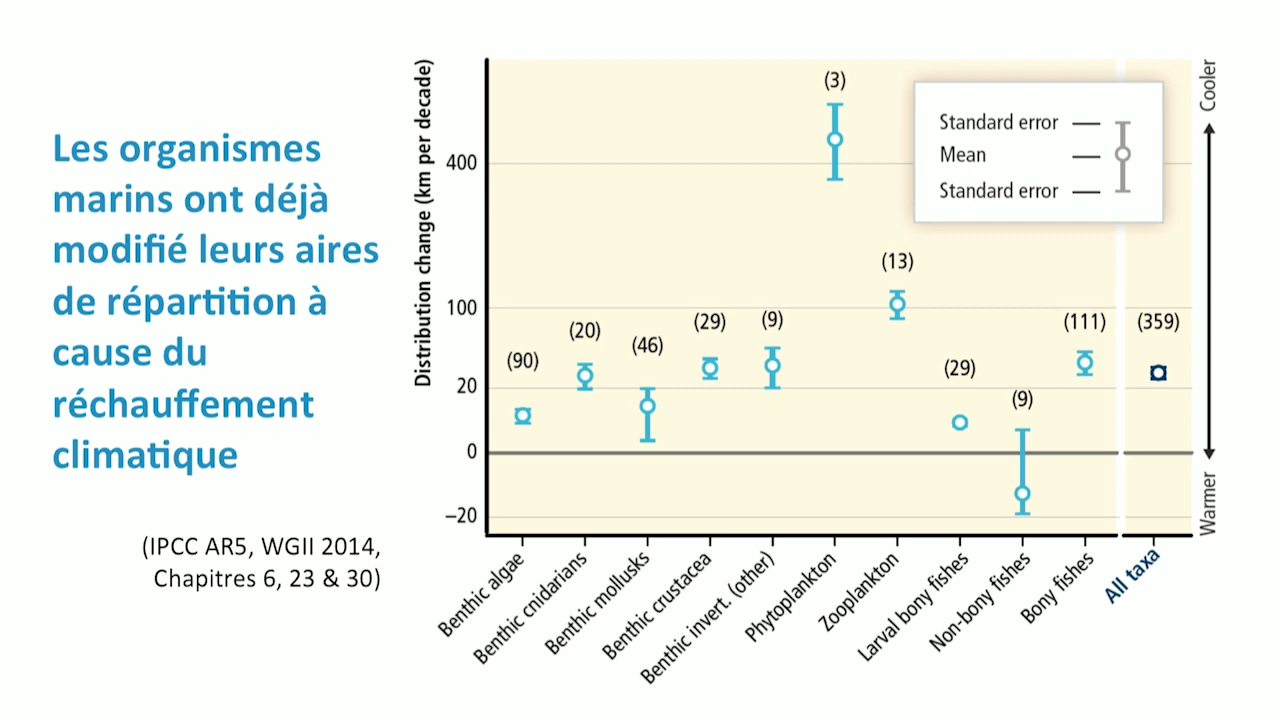 Les organismes
marins ont déjà
modifié leurs aires
de répartition à
cause du
réchauffement
climatique
(IPCC AR5, WGII 2014,
Chapitres 6, 23 & 30)
Distribution change (km per decade)
400
100
20
0
–20
(90)
(20)
(46)
(29)
(9)
(3)
(13)
(29)
(9)
(111)
(359)
Standard error
Mean
Standard error
Cooler
Warmer
Benthic algae
Benthic cnidarians
Benthic mollusks
Benthic crustacea
Benthic invert. (other)
Phytoplankton
Zooplankton
Larval bony fishes
Non-bony fishes
Bony fishes
All taxa